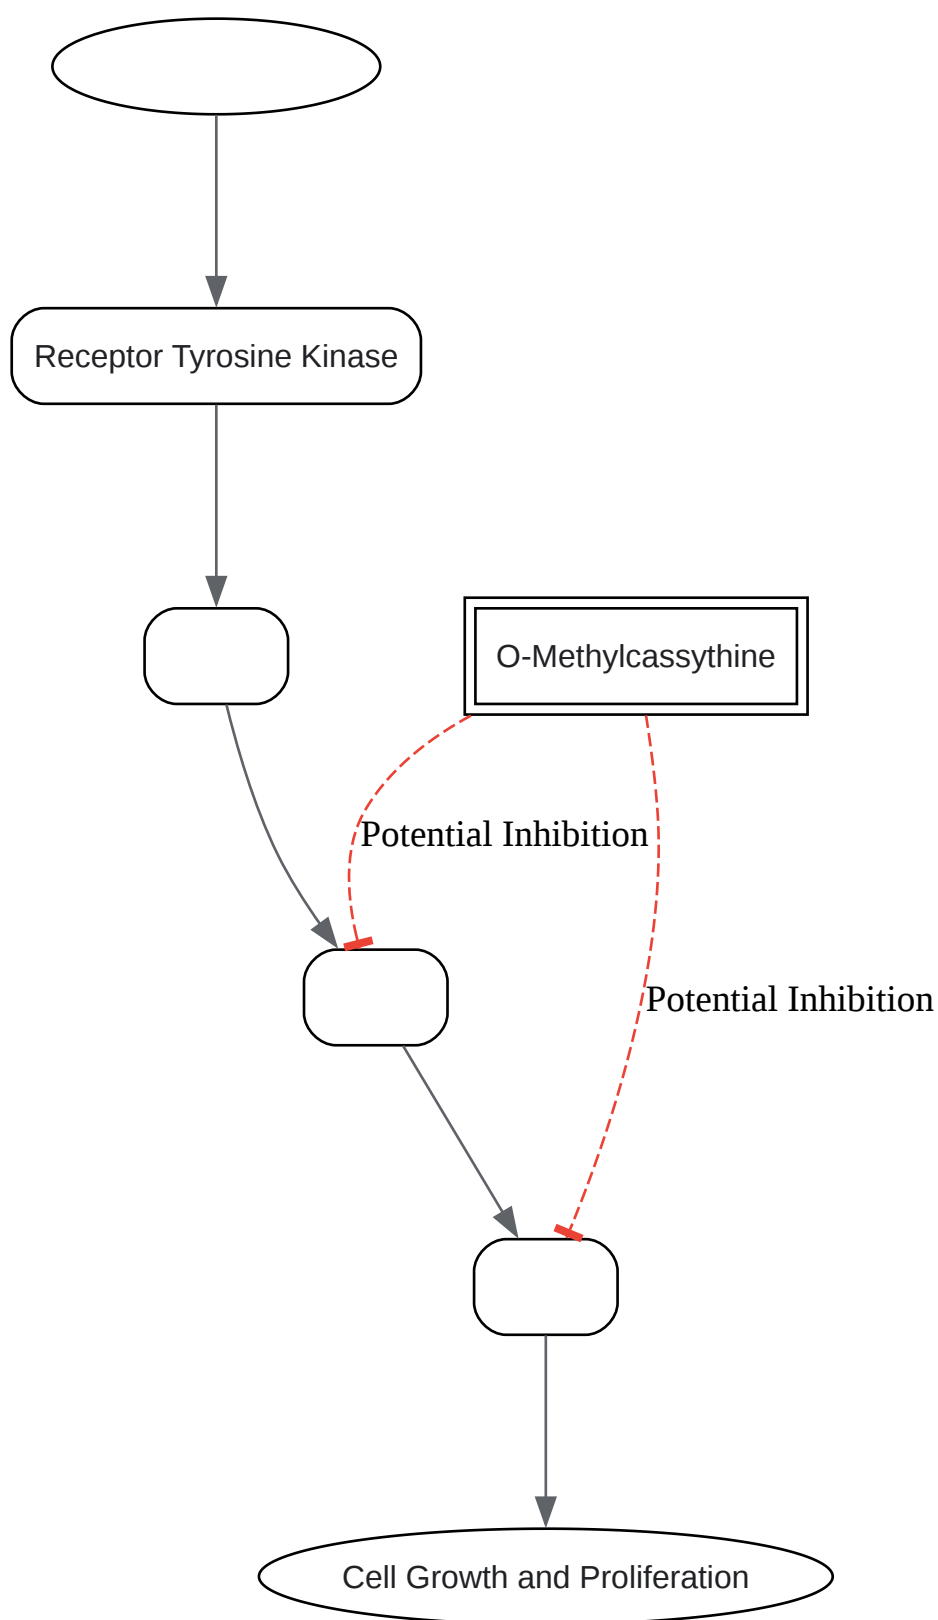 Receptor Tyrosine Kinase
O-Methylcassythine
Potential Inhibition
Potential Inhibition
Cell Growth and Proliferation